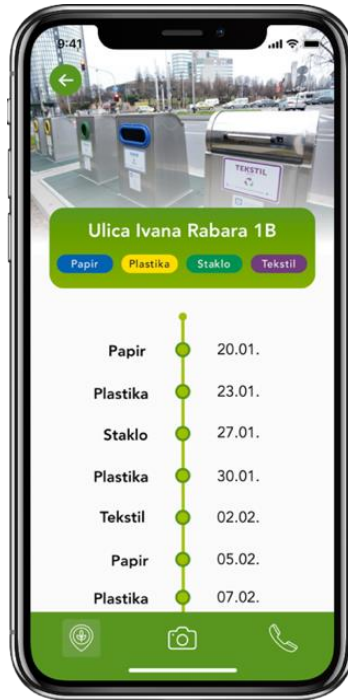 9:41
TEKSTIL
Ulica Ivana Rabara 1B
Papir Plastika Staklo Tekstil
Papir 20.01.
Plastika 23.01.
Staklo 27.01.
Plastika 30.01.
Tekstil 02.02.
Papir 05.02.
Plastika 07.02.